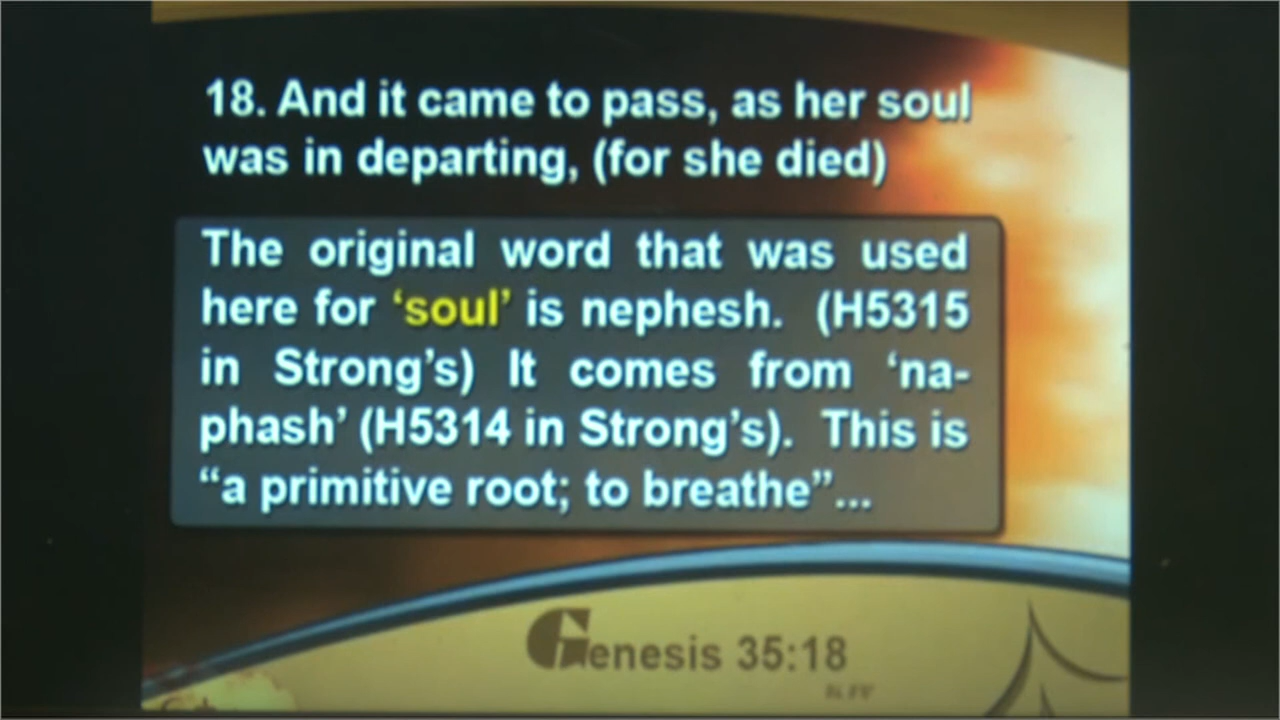 18. And it came to pass, as her soul
was in departing, (for she died)
The original word that was used
here for ‘soul’ is nephesh. (H5315
in Strong’s) It comes from ‘na-
phash’ (H5314 in Strong’s). This is
“a primitive root; to breathe”...
Genesis 35:18